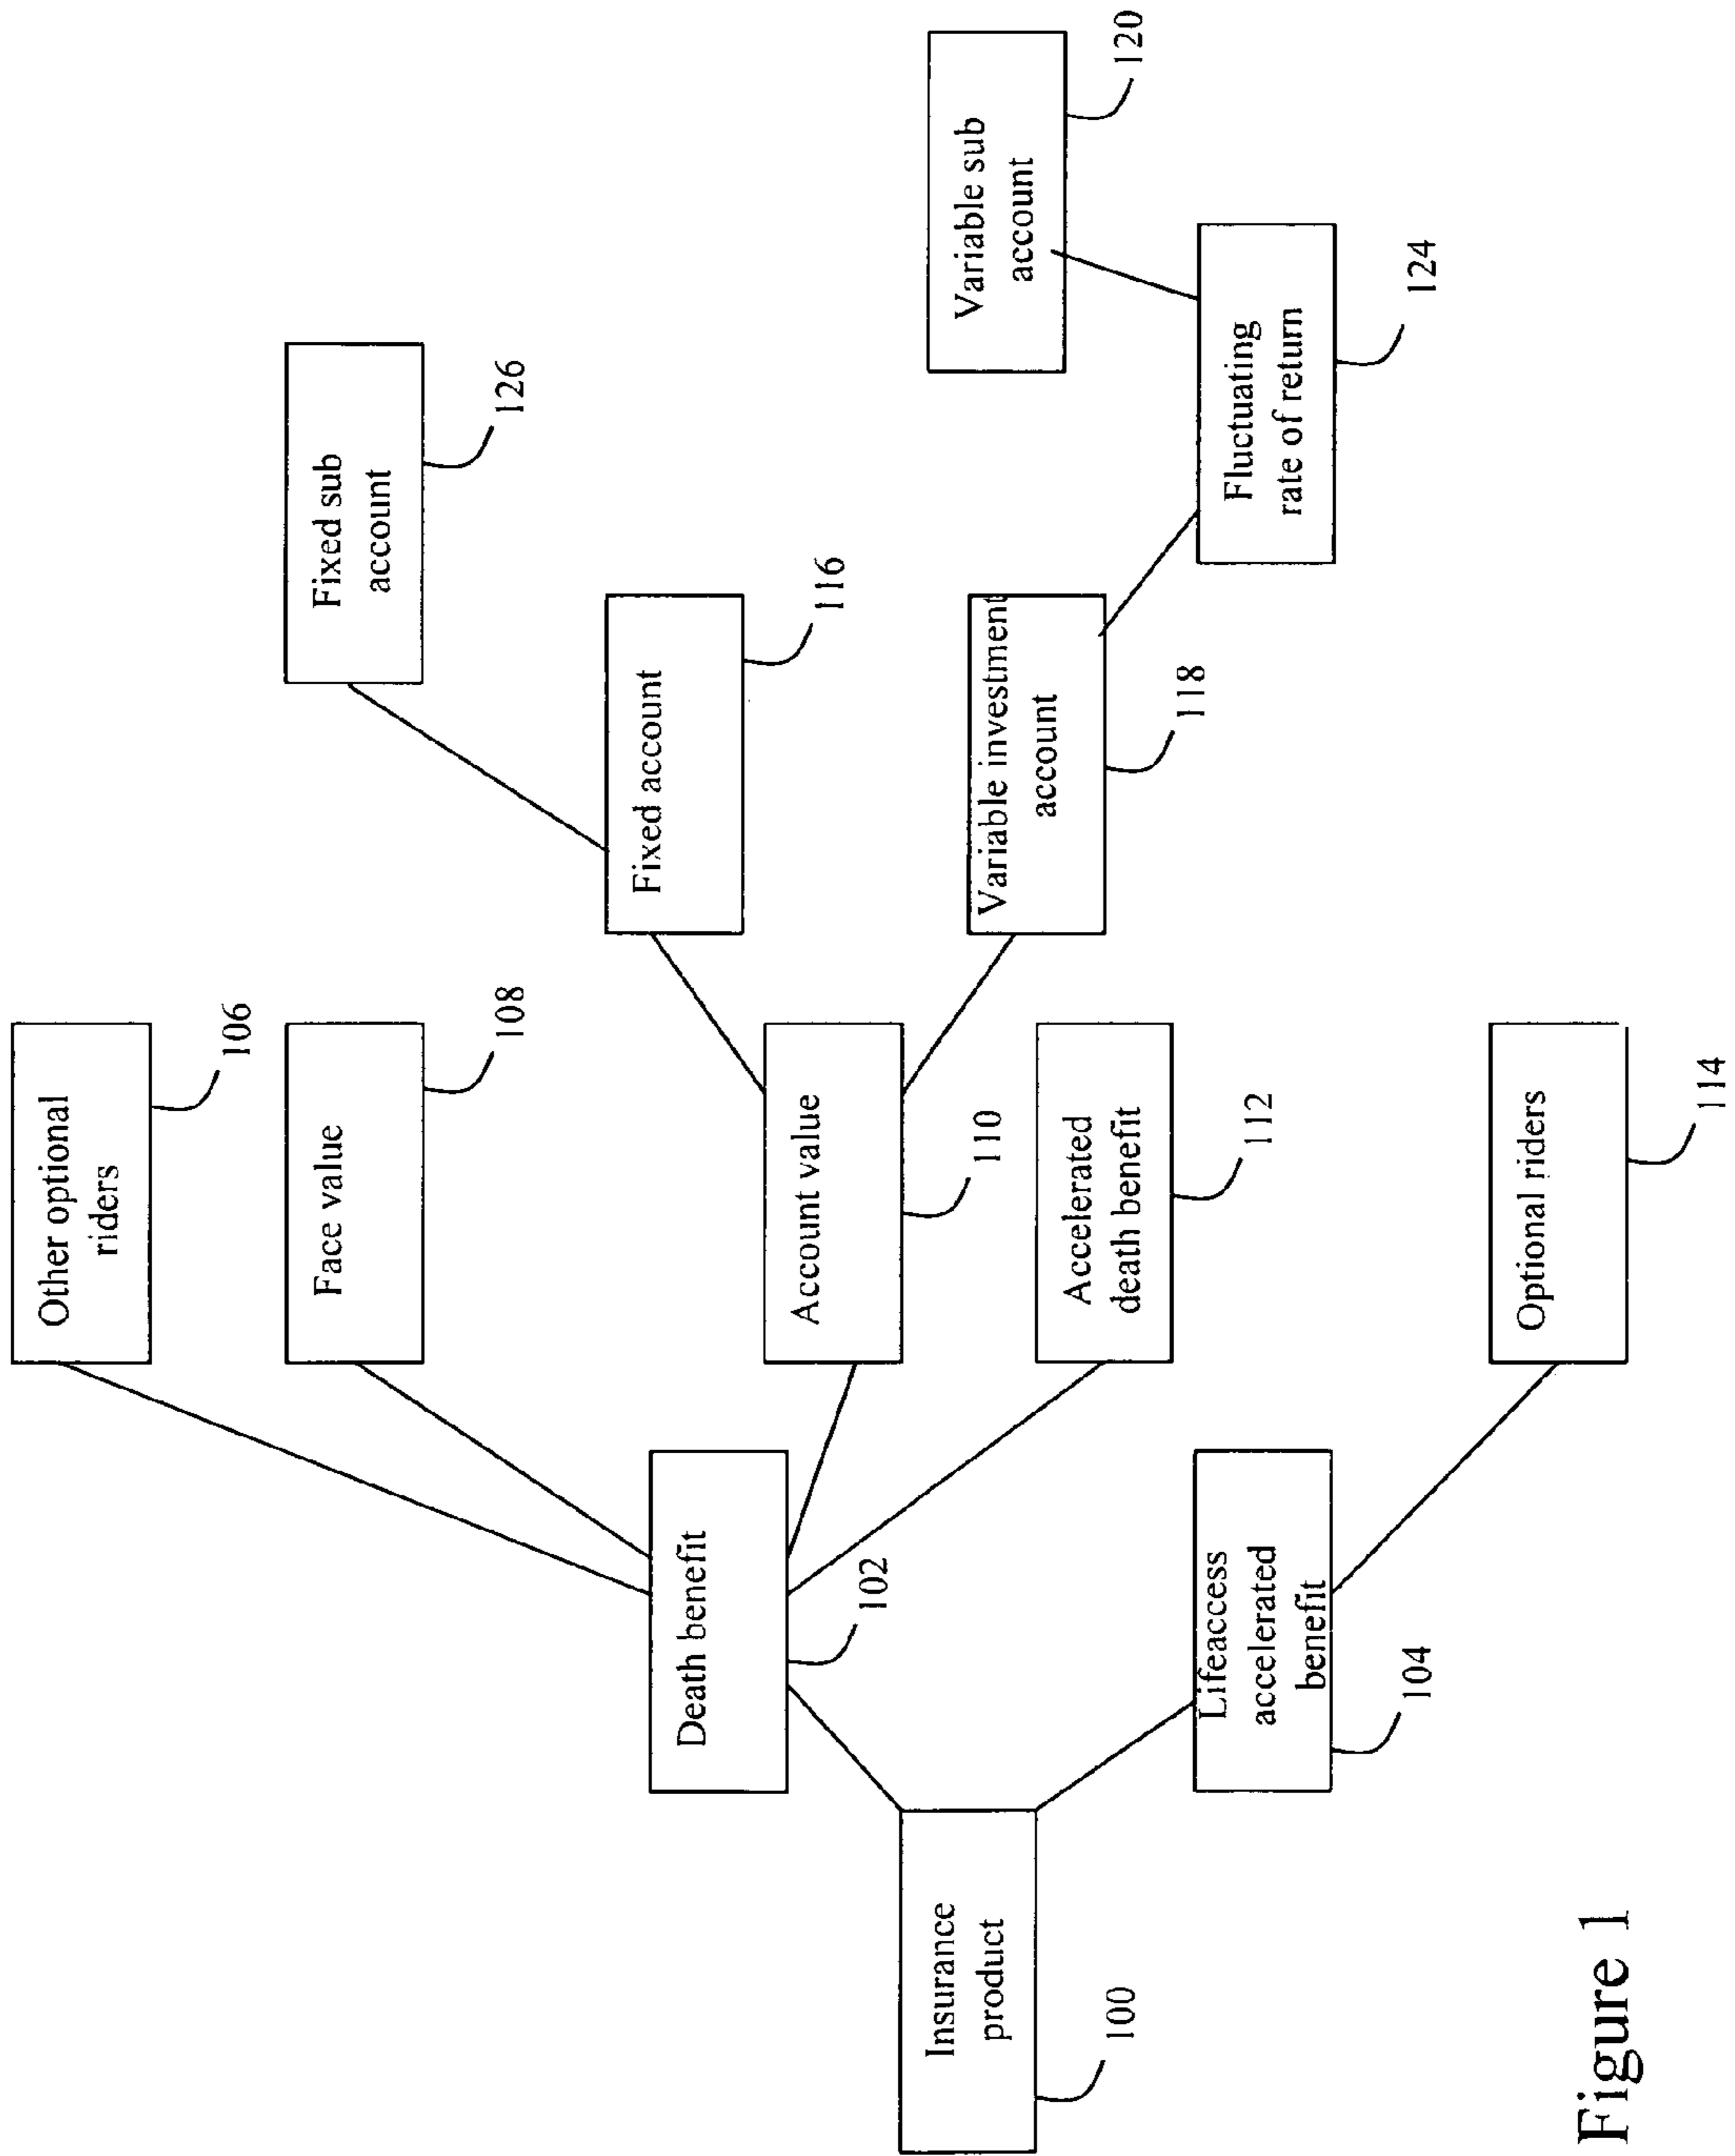 Other optional
riders
106
Face value
108
Fixed sub
account
126
Death benefit
102
Fixed account
116
Account value
110
Insurance
product
100
Variable investment
account
118
Variable sub
account
120
Accelerated
death benefit
112
Lifeaccess
accelerated
benefit
104
Fluctuating
rate of return
124
Optional riders
114
Figure 1